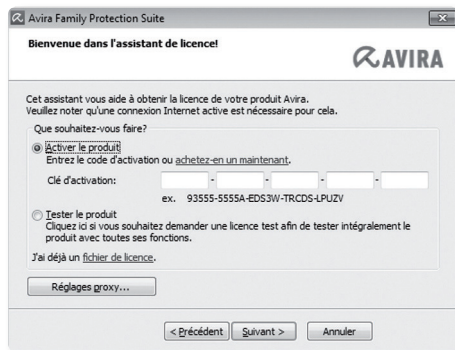 Avira Family Protection Suite
Bienvenue dans l'assistant de licence!
AVIRA
Cet assistant vous aide à obtenir la licence de votre produit Avira.
Veuillez noter qu'une connexion Internet active est nécessaire pour cela.
Que souhaitez-vous faire?
Activer le produit
Entrez le code d'activation ou achetez-en un maintenant.
Clé d'activation: - - - -
ex. 93555-5555A-EDS3W-TRCDS-LPUZV
Tester le produit
Cliquez ici si vous souhaitez demander une licence test afin de tester intégralement le
produit avec toutes ses fonctions.
J'ai déjà un fichier de licence.
Réglages proxy...
< Précédent Suivant > Annuler